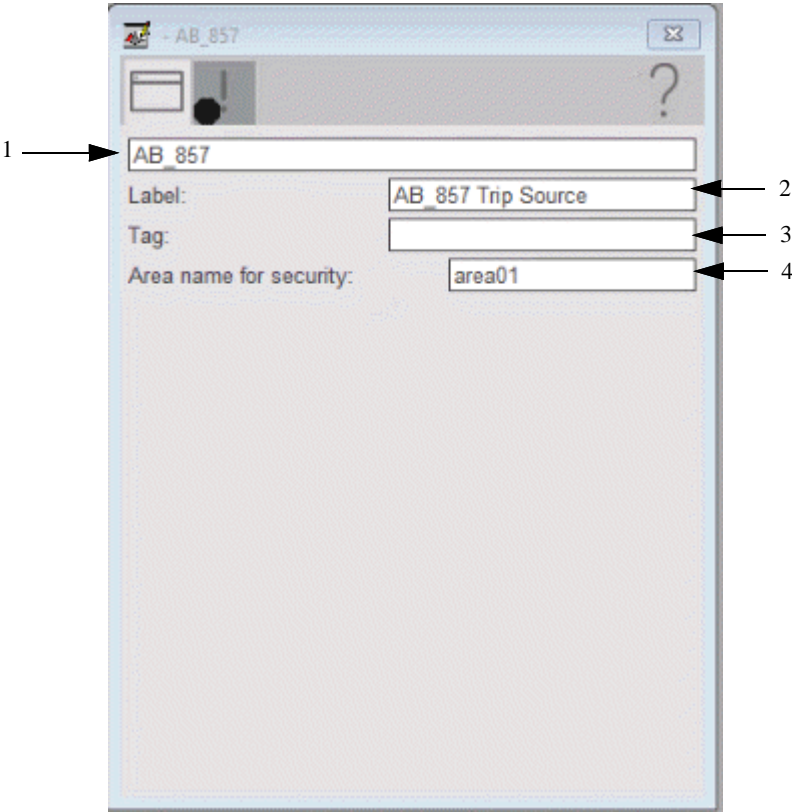 - AB_857
?
1
AB_857
Label:
AB_857 Trip Source
2
Tag:
3
Area name for security:
area01
4